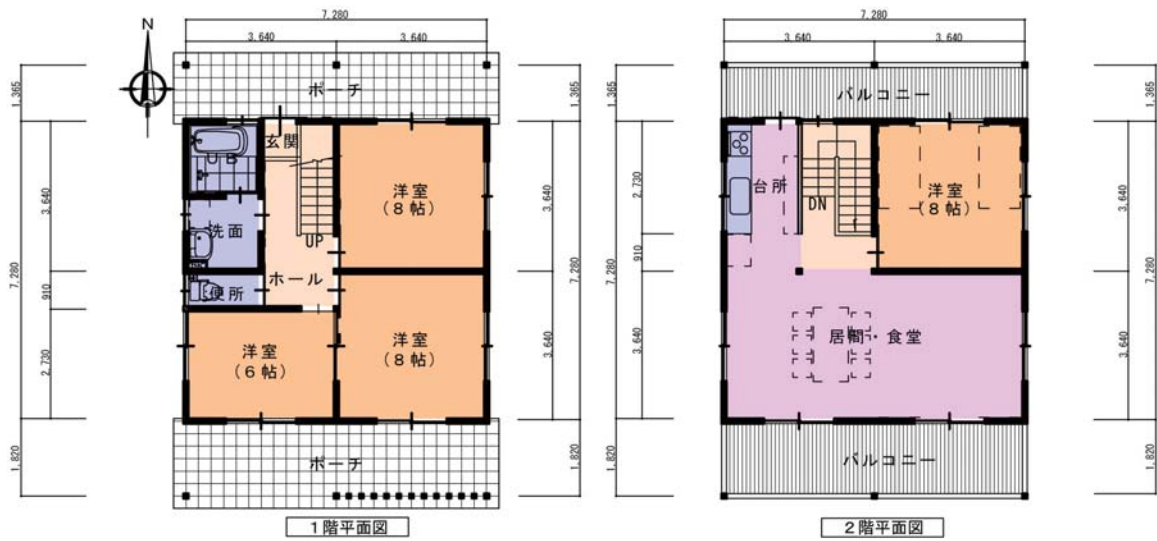 7,280
3,640
3,640
N
1,365
3,640
7,280
910
2,730
1,820
ポーチ
UB
玄関
洋室
(8帖)
洗面
UP
ホール
便所
洋室
(6帖)
洋室
(8帖)
ポーチ
1,365
3,640
7,280
3,640
1,820
1階平面図
7,280
3,640
3,640
1,365
2,730
910
7,280
3,640
1,820
バルコニー
台所
DN
洋室
(8帖)
居間・食堂
バルコニー
1,365
3,640
7,280
3,640
1,820
2階平面図